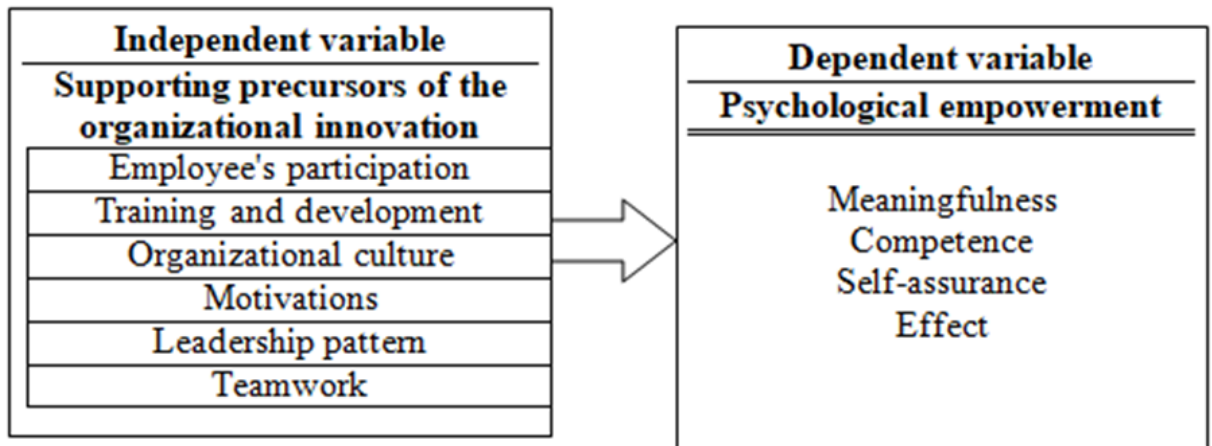 Independent variable
Supporting precursors of the
organizational innovation
Employee's participation
Training and development
Organizational culture
Motivations
Leadership pattern
Teamwork
Dependent variable
Psychological empowerment
Meaningfulness
Competence
Self-assurance
Effect